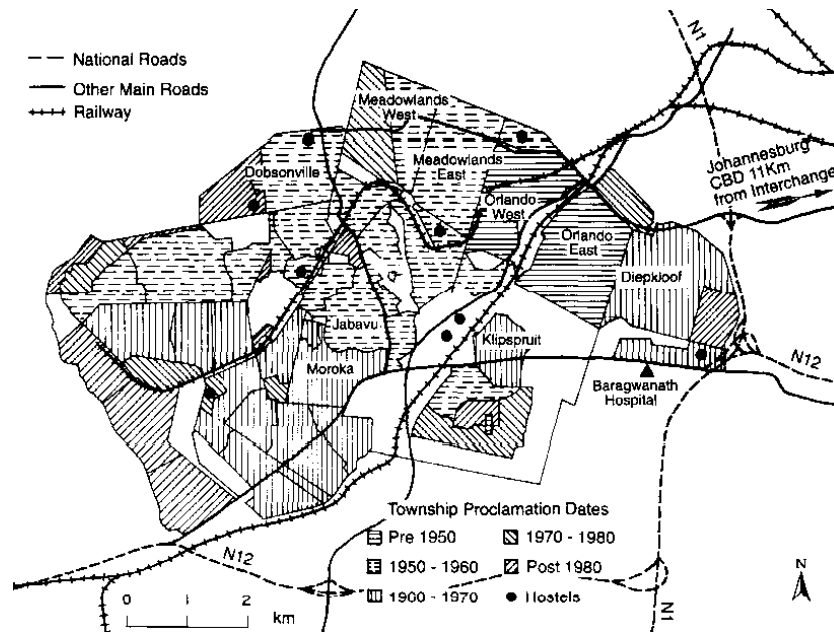 National Roads
Other Main Roads
Railway
N1
Meadowlands
West
Meadowlands
East
Dobsonville
Orlando
West
Johannesburg
CBD 11Km
from Interchange
Orlando
East
Diepkloof
Jabavu
Klipspruit
Moroka
N12
Baragwanath
Hospital
Township Proclamation Dates
Pre 1950
1970 - 1980
1950 - 1960
Post 1980
1900 - 1970
Hostels
N12
N1
N
0 1 2
km